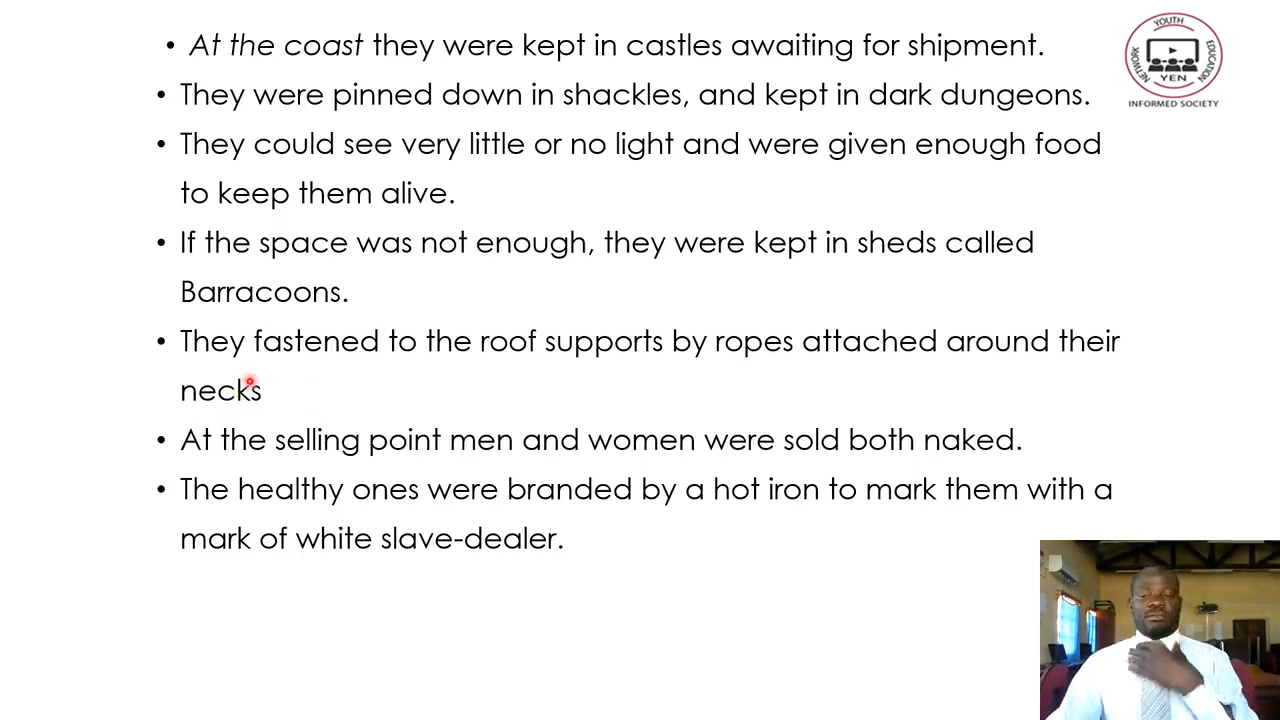 • At the coast they were kept in castles awaiting for shipment.
• They were pinned down in shackles, and kept in dark dungeons.
• They could see very little or no light and were given enough food
to keep them alive.
• If the space was not enough, they were kept in sheds called
Barracoons.
• They fastened to the roof supports by ropes attached around their
necks
• At the selling point men and women were sold both naked.
• The healthy ones were branded by a hot iron to mark them with a
mark of white slave-dealer.
YOUTH
EDUCATION
NETWORK
YEN
INFORMED SOCIETY